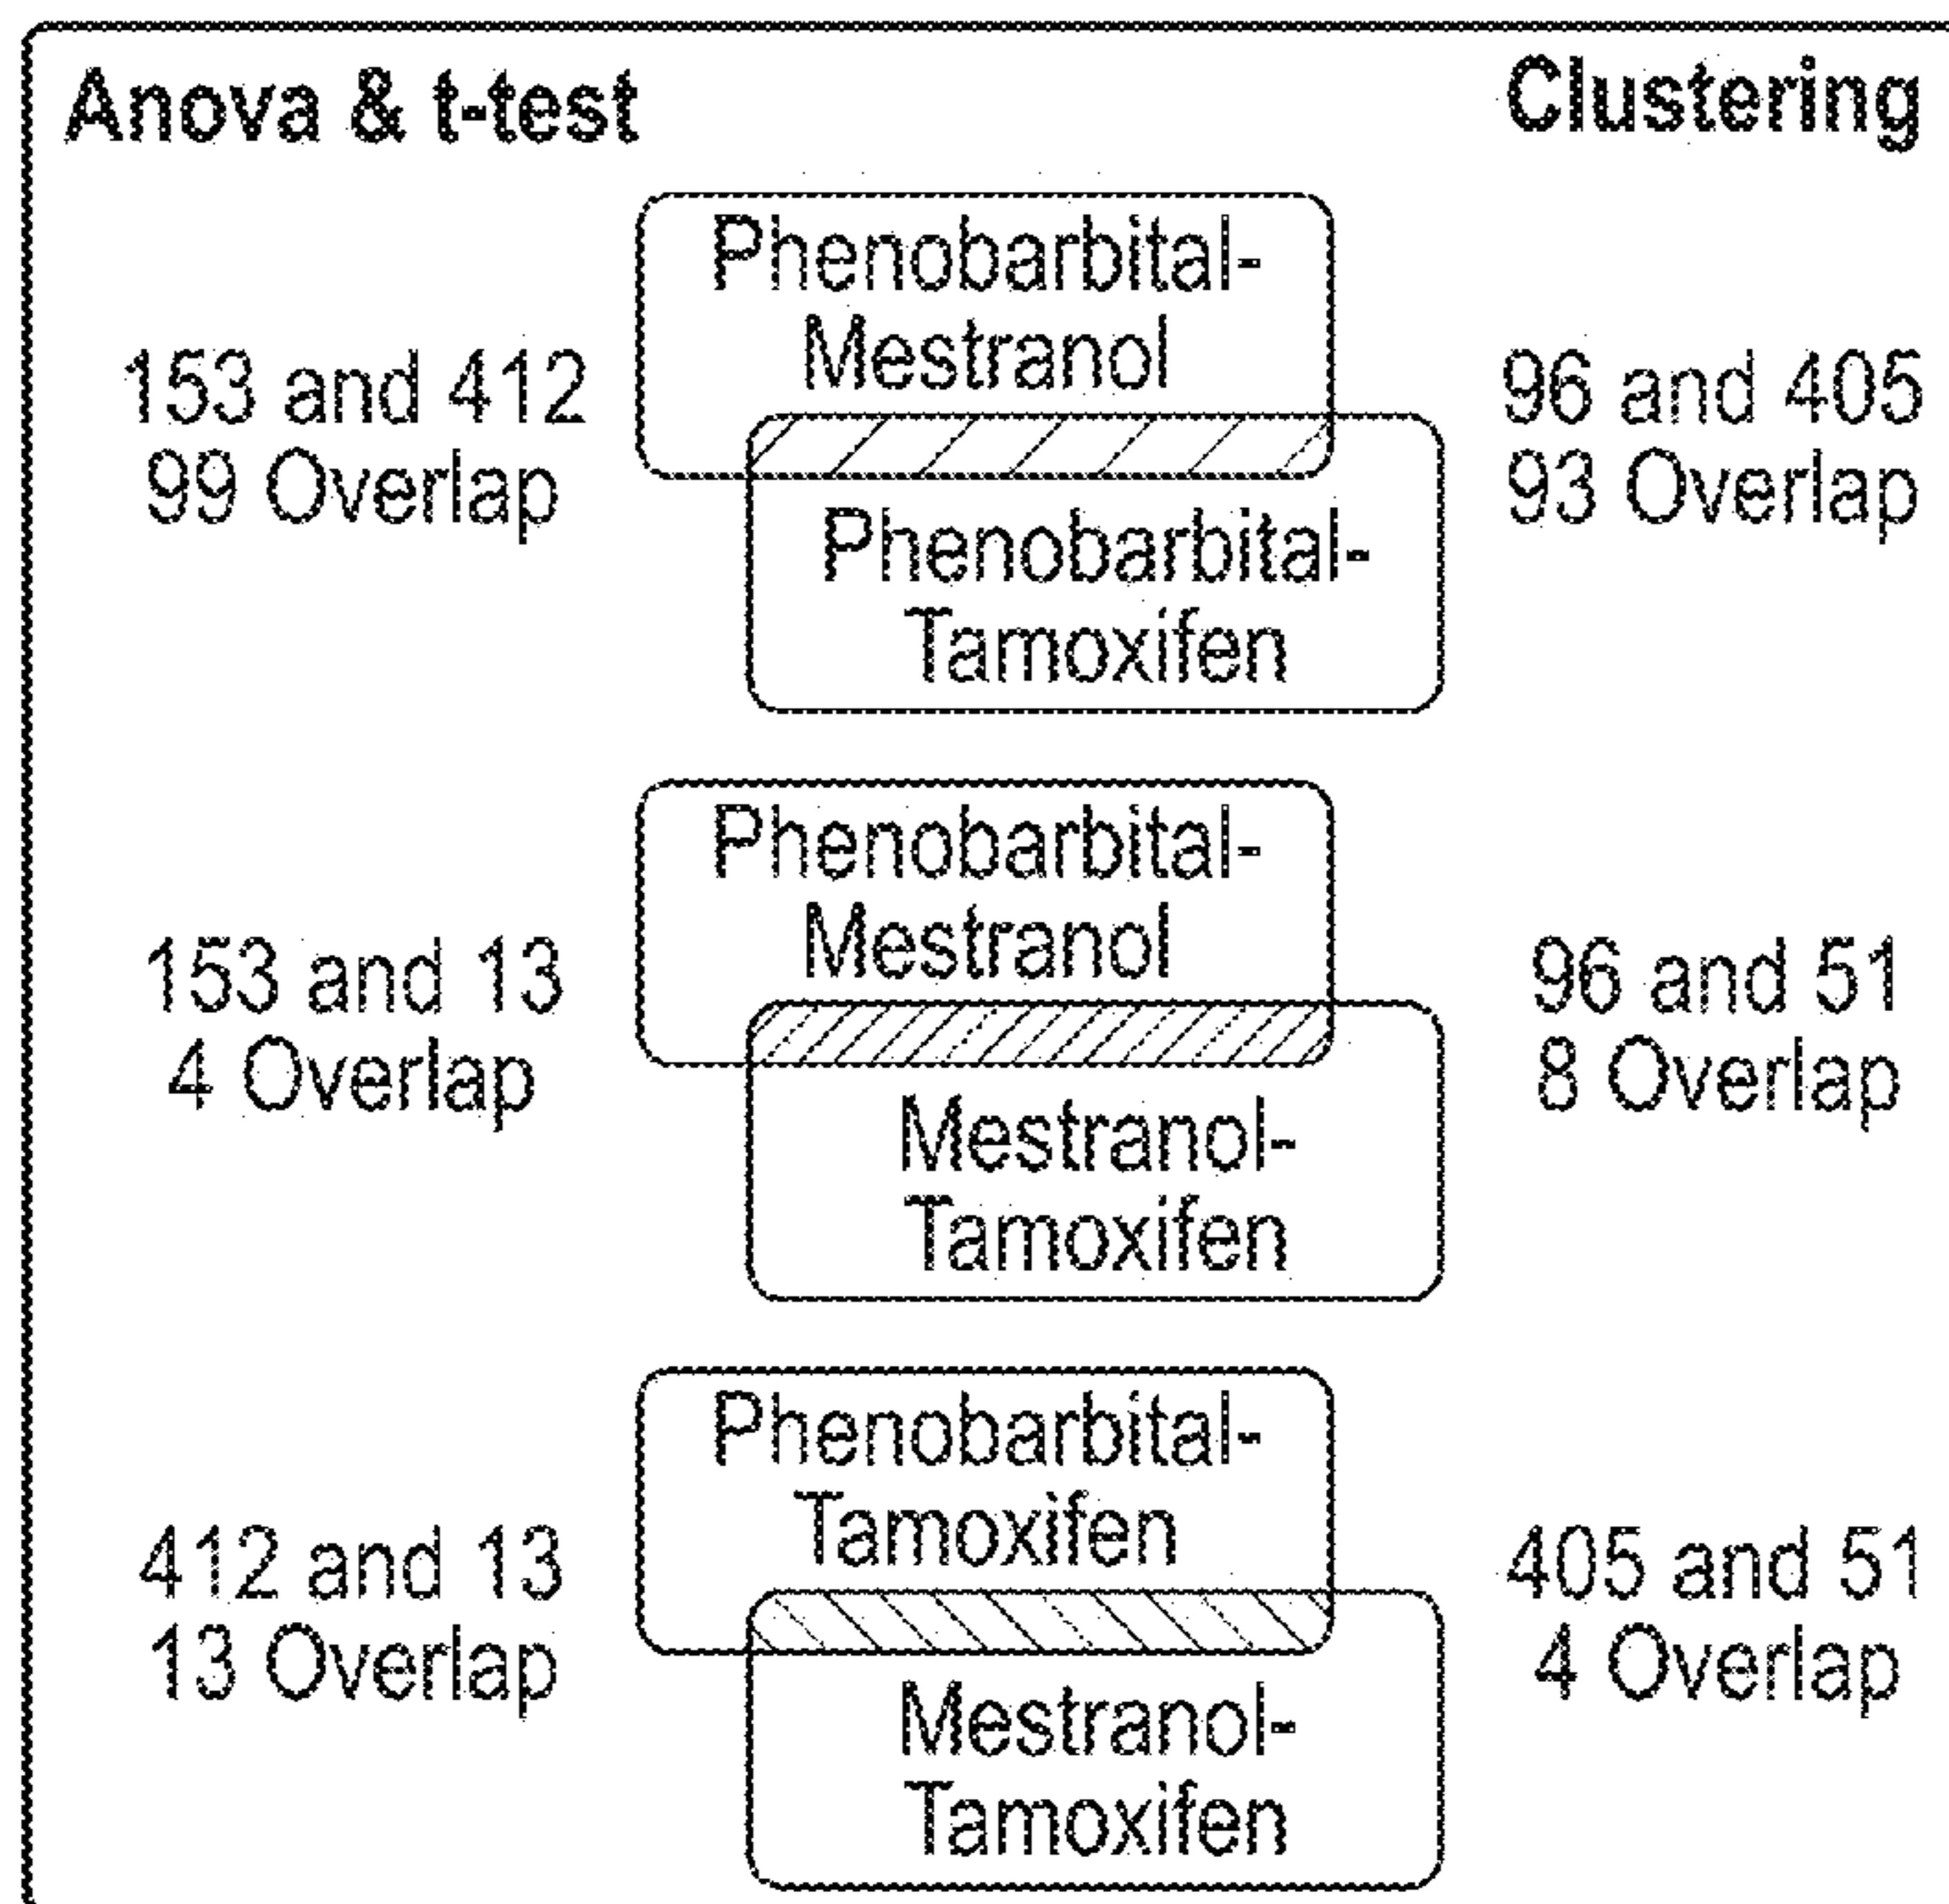 Anova & t-test
Clustering
Phenobarbital-
Mestranol
153 and 412
99 Overlap
96 and 405
93 Overlap
Phenobarbital-
Tamoxifen
Phenobarbital-
Mestranol
153 and 13
4 Overlap
96 and 51
8 Overlap
Mestranol-
Tamoxifen
Phenobarbital-
Tamoxifen
412 and 13
13 Overlap
405 and 51
4 Overlap
Mestranol-
Tamoxifen